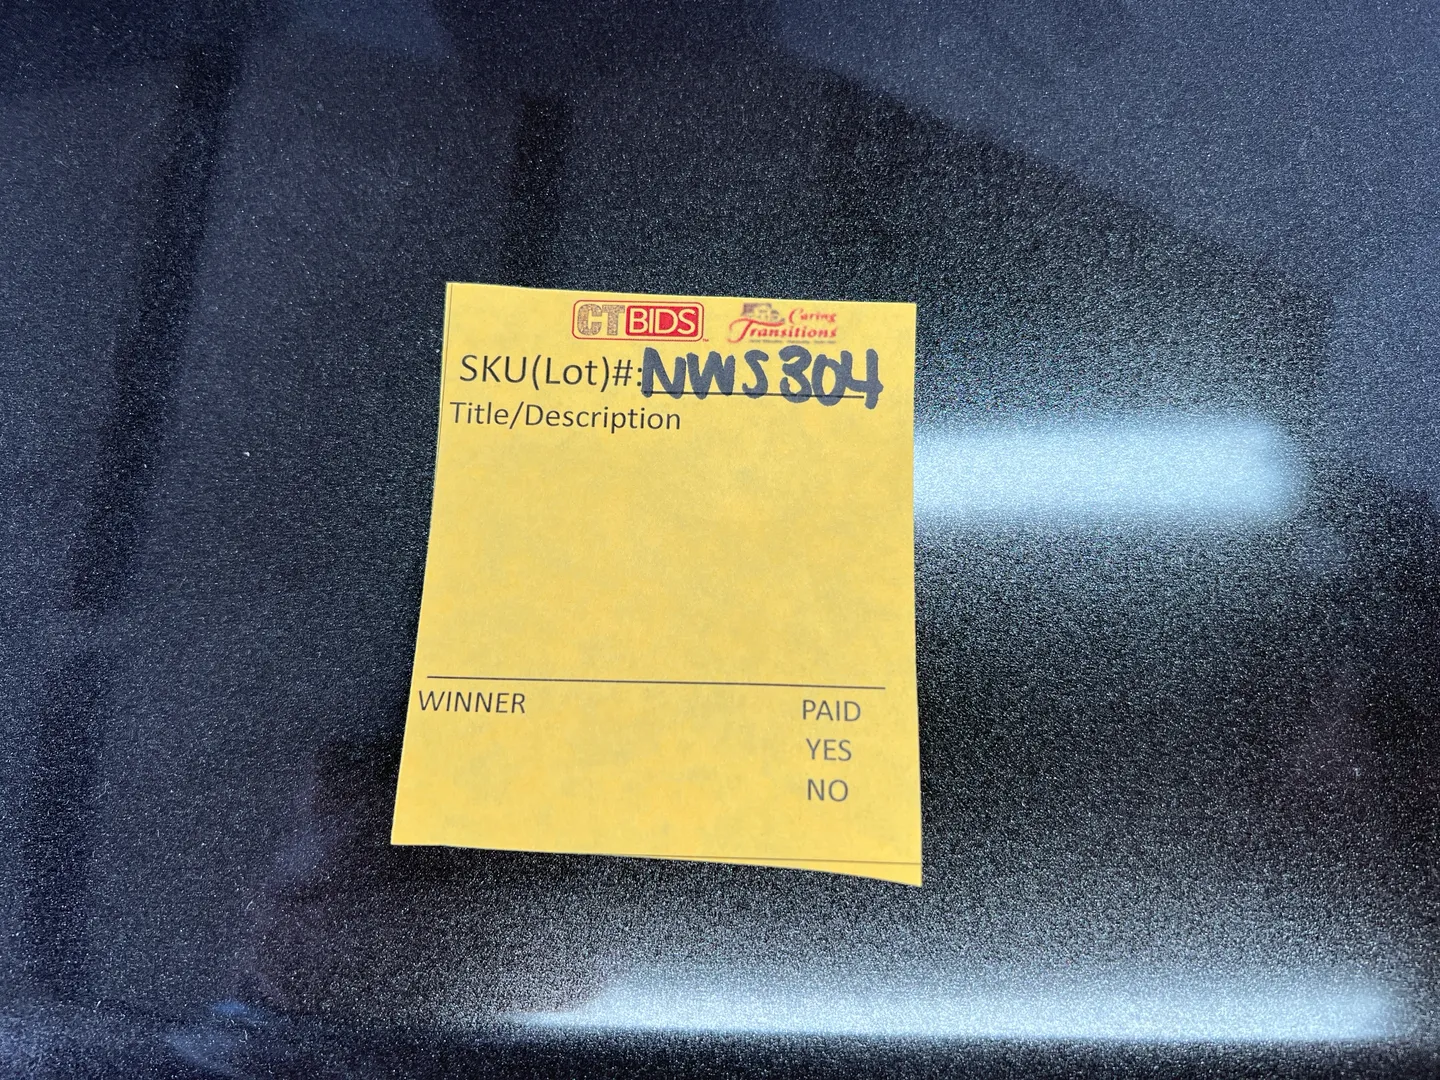 CTBIDS
Caring
Transitions
SKU(Lot)#: NWS304
Title/Description
WINNER
PAID
YES
NO